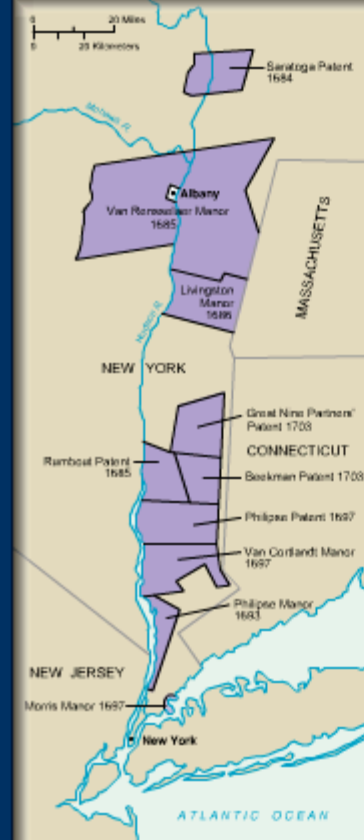 0 20 Miles
0 20 Kilometers
Saratoga Patent
1684
Mohawk R.
Albany
Van Rensselaer Manor
1685
MASSACHUSETTS
Livingston
Manor
1686
Hudson R.
NEW YORK
Great Nine Partners'
Patent 1703
CONNECTICUT
Rumbout Patent
1685
Beekman Patent 1703
Philipse Patent 1697
Van Cortlandt Manor
1697
Philipse Manor
1693
NEW JERSEY
Morris Manor 1697
New York
ATLANTIC OCEAN